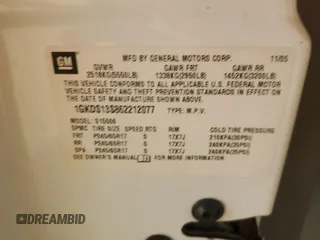 GM
MFD BY GENERAL MOTORS CORP. 11/05
GVWR GAWR FRT GAWR RR
2518KG(5550LB) 1338KG(2950LB) 1452KG(3200LB)
THIS VEHICLE CONFORMS TO ALL APPLICABLE U.S. FEDERAL MOTOR
VEHICLE SAFETY AND THEFT PREVENTION STANDARDS IN EFFECT ON
THE DATE OF MANUFACTURE SHOWN ABOVE.
1GKDS13S862212077 TYPE: M.P.V.
MODEL: S15506
SPMC TIRE SIZE SPEED RTG RIM COLD TIRE PRESSURE
FRT P245/65R17 S 17X7J 210KPA(30PSI)
RR P245/65R17 S 17X7J 240KPA(35PSI)
SPA P245/65R17 S 17X7J 240KPA(35PSI)
SEE OWNER'S MANUAL FOR MORE INFORMATION
DREAMBID